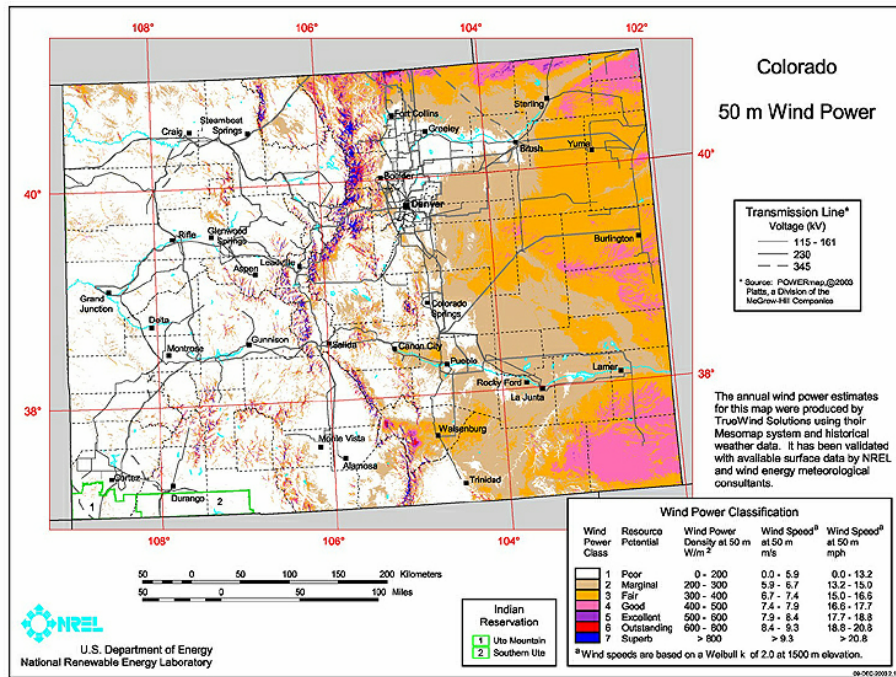 Colorado
50 m Wind Power
108°
106°
104°
102°
40°
38°
40°
38°
108°
106°
104°
Craig
Steamboat
Springs
Fort Collins
Greeley
Sterling
Brush
Yuma
Boulder
Denver
Rifle
Glenwood
Springs
Aspen
Leadville
Burlington
Grand
Junction
Delta
Montrose
Gunnison
Salida
Colorado
Springs
Canon City
Pueblo
Rocky Ford
La Junta
Lamar
Walsenburg
Monte Vista
Alamosa
Trinidad
Cortez
Durango
1
2
Transmission Line*
Voltage (kV)
115 - 161
230
345
* Source: POWERmap, ©2003
Platts, a Division of the
McGraw-Hill Companies
The annual wind power estimates
for this map were produced by
TrueWind Solutions using their
Mesomap system and historical
weather data. It has been validated
with available surface data by NREL
and wind energy meteorological
consultants.
Wind Power Classification
Wind Power Class Resource Potential Wind Power Density at 50 m W/m² Wind Speedᵃ at 50 m m/s Wind Speedᵃ at 50 m mph
1 Poor 0 - 200 0.0 - 5.9 0.0 - 13.2
2 Marginal 200 - 300 5.9 - 6.7 13.2 - 15.0
3 Fair 300 - 400 6.7 - 7.4 15.0 - 16.6
4 Good 400 - 500 7.4 - 7.9 16.6 - 17.7
5 Excellent 500 - 600 7.9 - 8.4 17.7 - 18.8
6 Outstanding 600 - 800 8.4 - 9.3 18.8 - 20.8
7 Superb > 800 > 9.3 > 20.8
ᵃ Wind speeds are based on a Weibull k of 2.0 at 1500 m elevation.
50 0 50 100 150 200 Kilometers
50 0 50 100 Miles
Indian
Reservation
1 Ute Mountain
2 Southern Ute
NREL
U.S. Department of Energy
National Renewable Energy Laboratory